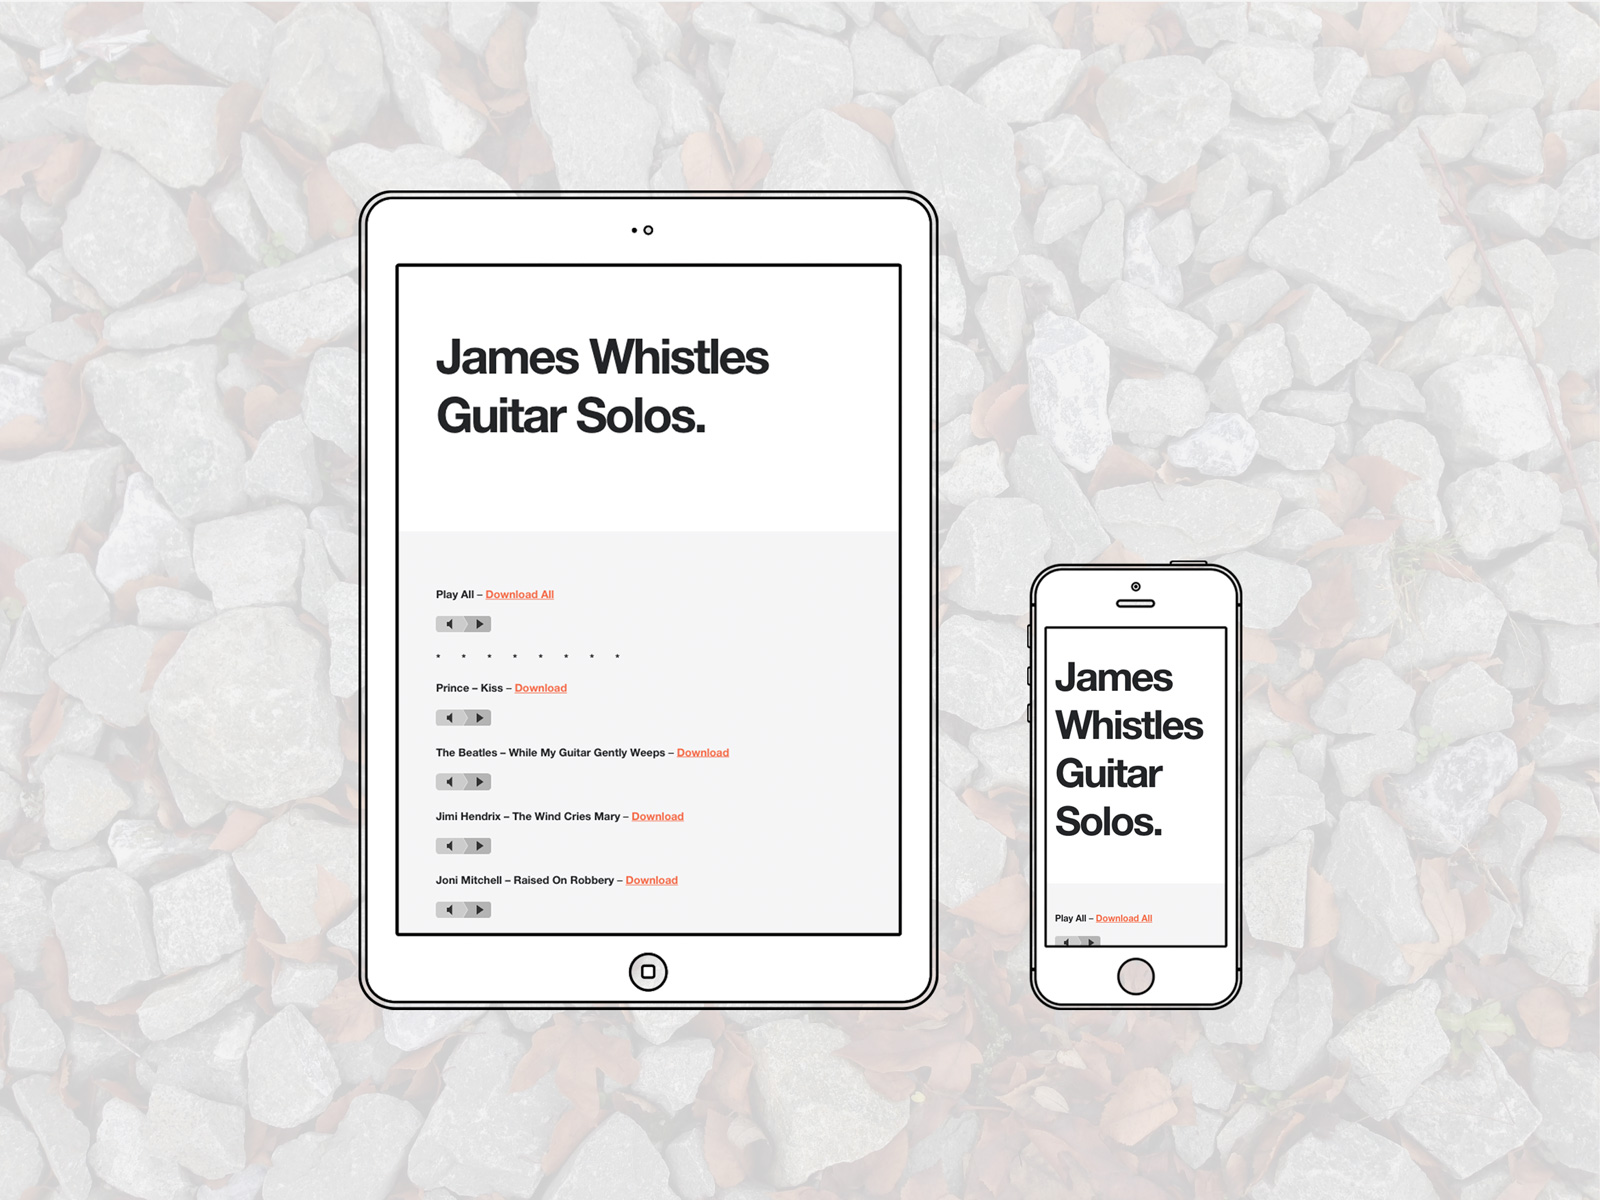 James Whistles
Guitar Solos.
Play All – Download All
* * * * * * * *
Prince – Kiss – Download
The Beatles – While My Guitar Gently Weeps – Download
Jimi Hendrix – The Wind Cries Mary – Download
Joni Mitchell – Raised On Robbery – Download
James
Whistles
Guitar
Solos.
Play All – Download All